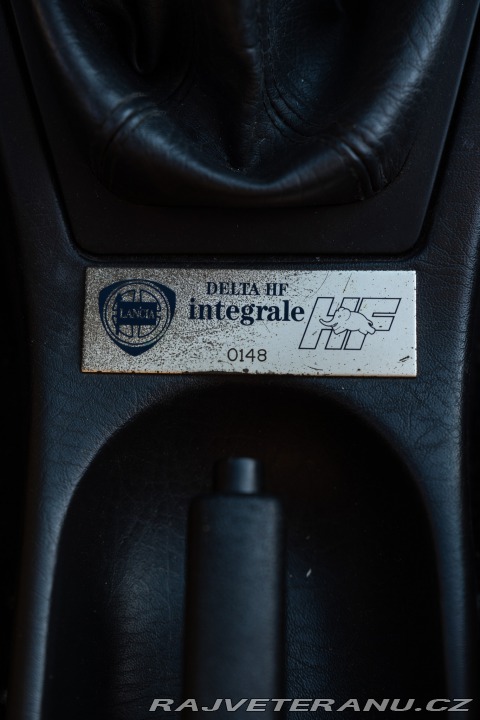 LANCIA
DELTA HF
integrale
HF
0148
RAJVETERANU.CZ